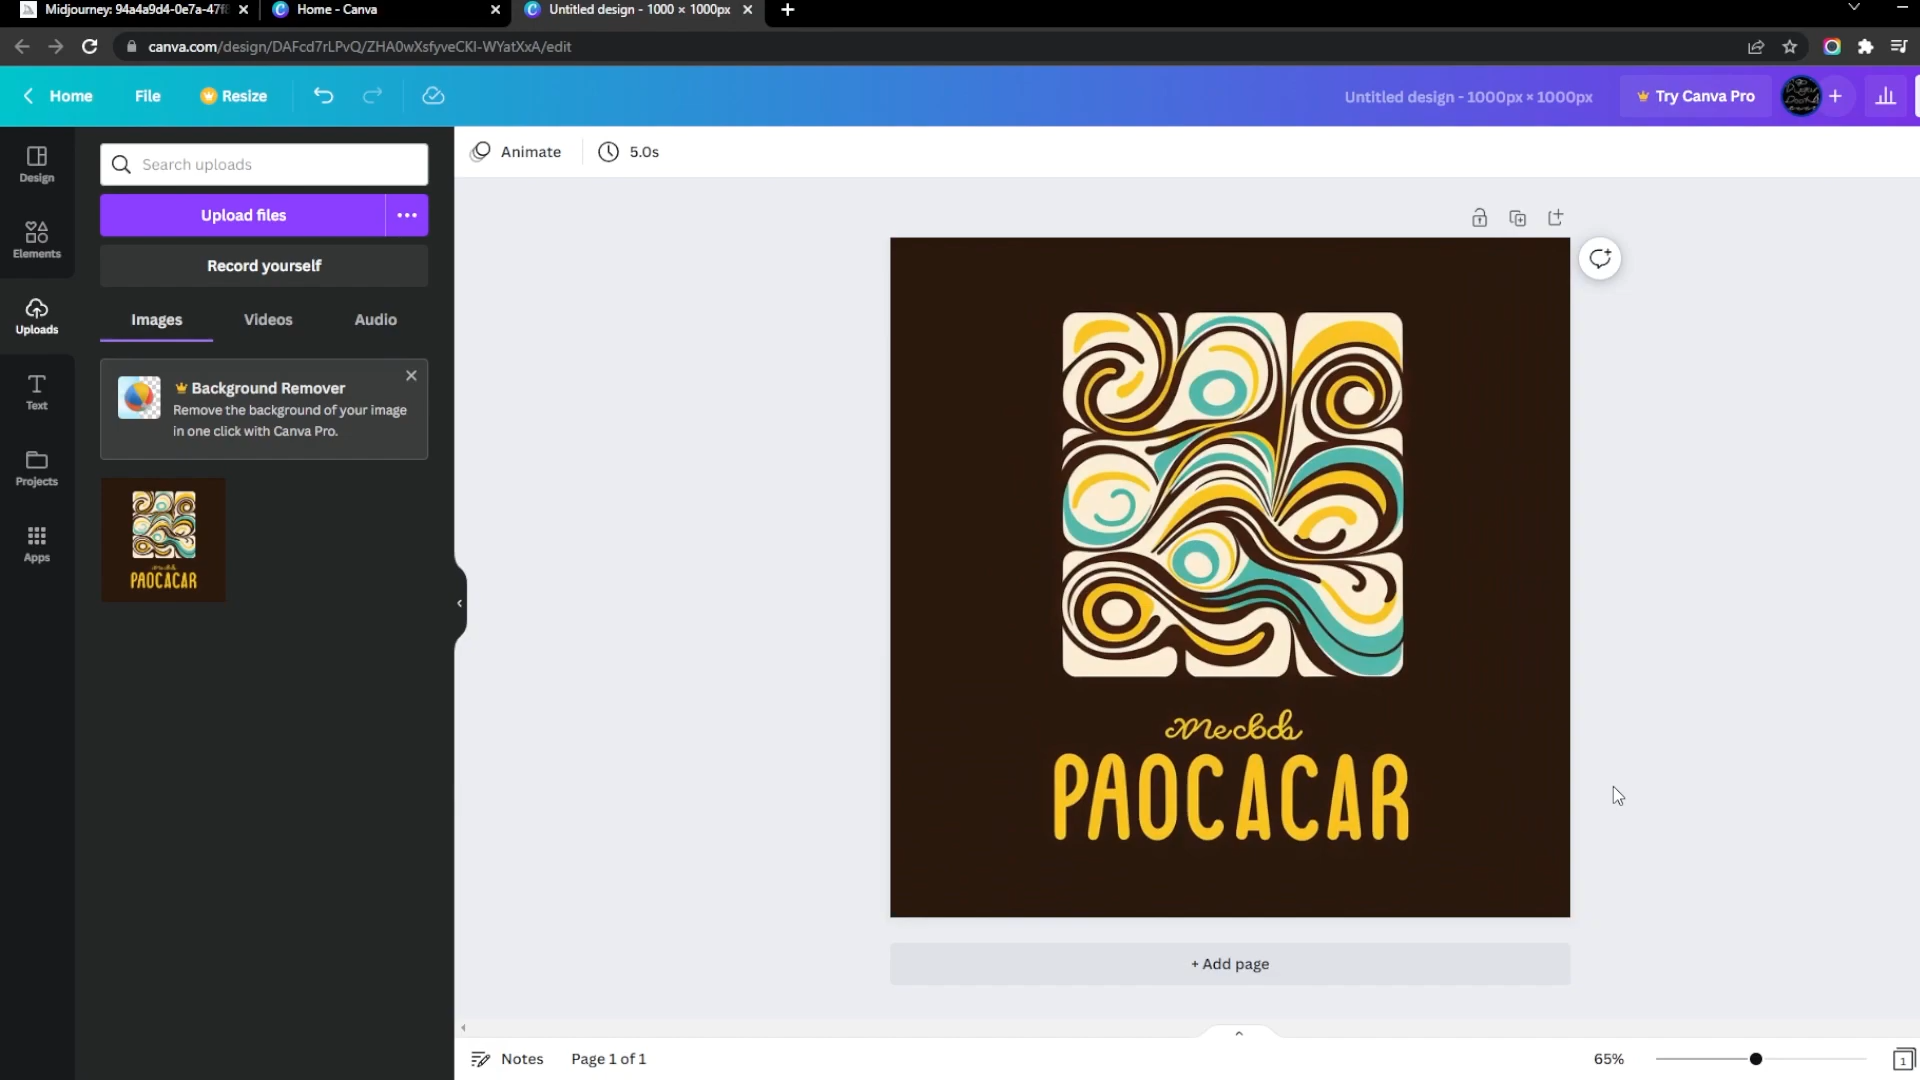 Midjourney: 94a4a9d4-0e7a-47f
Home - Canva
Untitled design - 1000 × 1000px
canva.com/design/DAFcd7rLPvQ/ZHA0wXsfyveCKI-WYatXxA/edit
Home
File
Resize
Untitled design - 1000px × 1000px
Try Canva Pro
Design
Elements
Uploads
Text
Projects
Apps
Search uploads
Upload files
Record yourself
Images
Videos
Audio
Background Remover
Remove the background of your image
in one click with Canva Pro.
PAOCACAR
Animate
5.0s
PAOCACAR
+ Add page
Notes
Page 1 of 1
65%
1